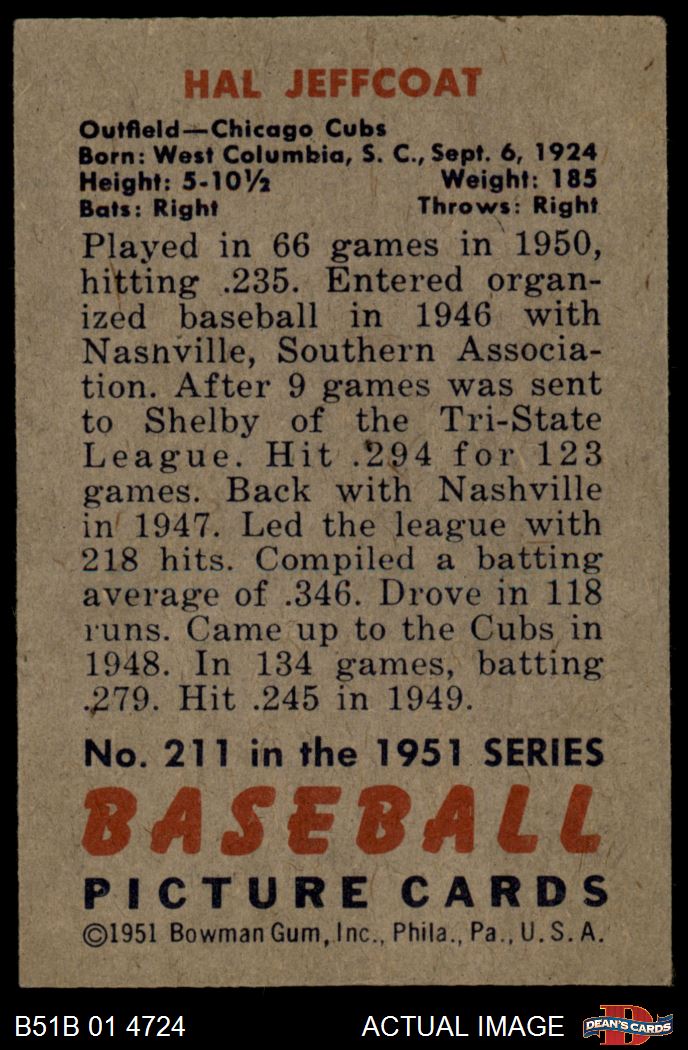 HAL JEFFCOAT
Outfield—Chicago Cubs
Born: West Columbia, S. C., Sept. 6, 1924
Height: 5-10½ Weight: 185
Bats: Right Throws: Right
Played in 66 games in 1950,
hitting .235. Entered organ-
ized baseball in 1946 with
Nashville, Southern Associa-
tion. After 9 games was sent
to Shelby of the Tri-State
League. Hit .294 for 123
games. Back with Nashville
in 1947. Led the league with
218 hits. Compiled a batting
average of .346. Drove in 118
runs. Came up to the Cubs in
1948. In 134 games, batting
.279. Hit .245 in 1949.
No. 211 in the 1951 SERIES
BASEBALL
PICTURE CARDS
©1951 Bowman Gum, Inc., Phila., Pa., U. S. A.
B51B 01 4724 ACTUAL IMAGE D DEAN'S CARDS